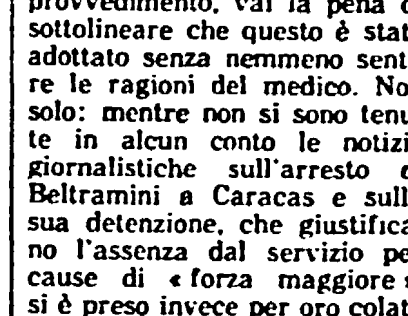 provvedimento, val la pena d
sottolineare che questo è stat
adottato senza nemmeno sent
re le ragioni del medico. No
solo: mentre non si sono tenu
te in alcun conto le notizi
giornalistiche sull'arresto d
Beltramini a Caracas e sull
sua detenzione, che giustifica
no l'assenza dal servizio pe
cause di « forza maggiore »
si è preso invece per oro colat